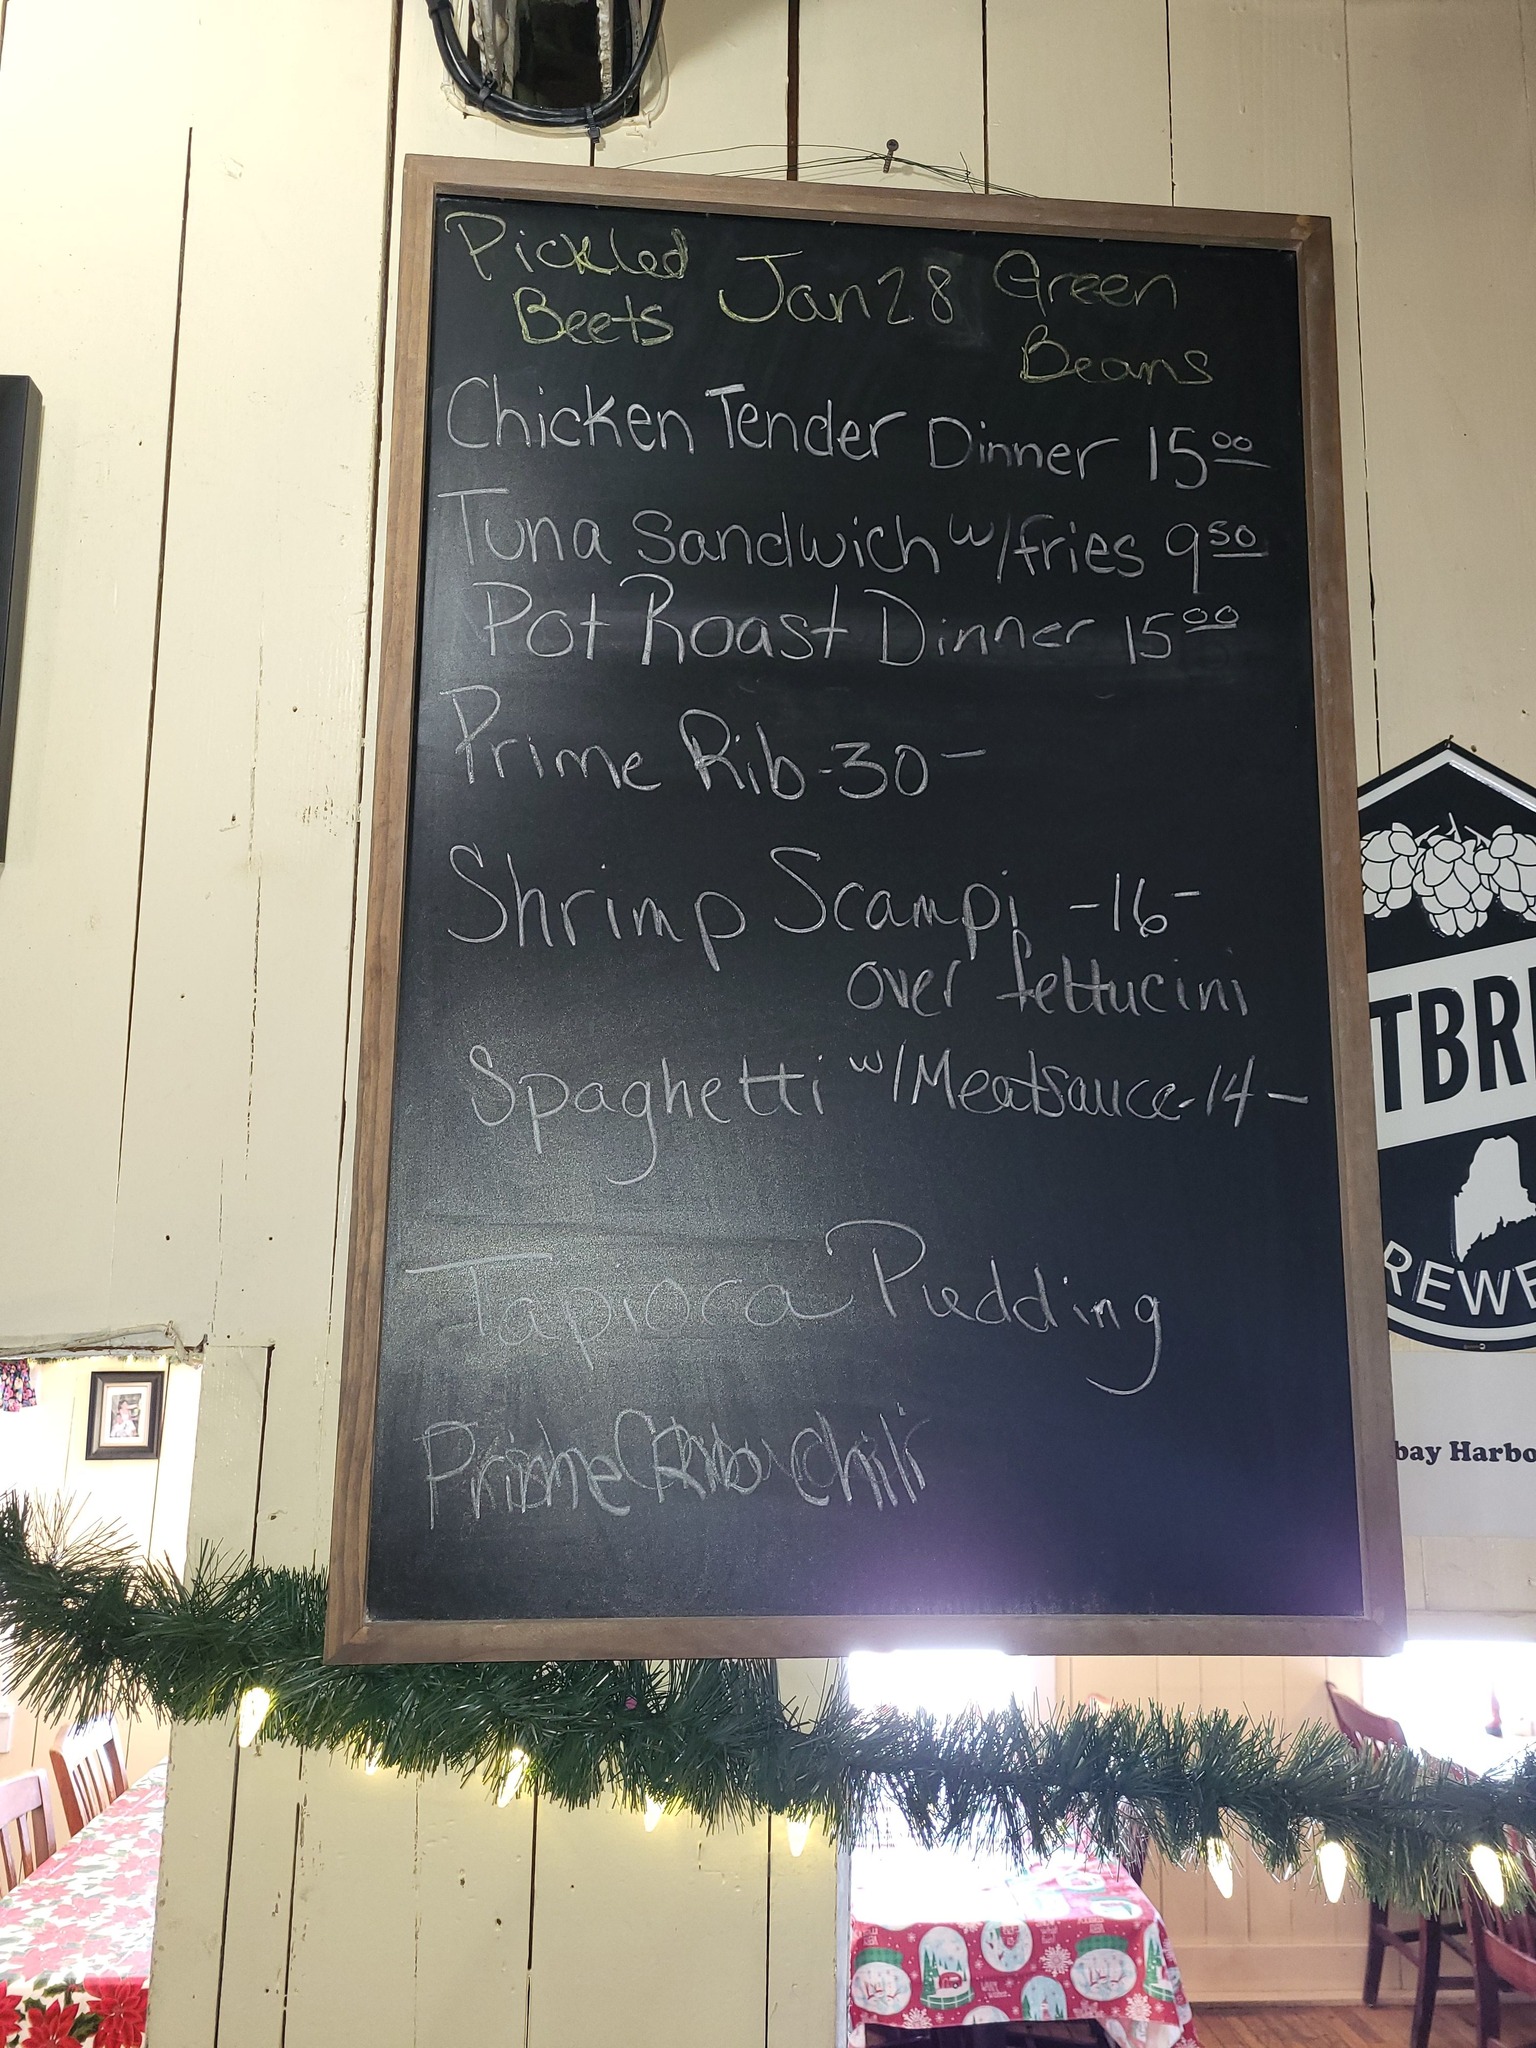 Pickled Beets
Jan 28
Green Beans
Chicken Tender Dinner 15 00
Tuna Sandwich w/fries 9 50
Pot Roast Dinner 15 00
Prime Rib - 30 -
Shrimp Scampi - 16 -
over fettucini
Spaghetti w/Meatsauce - 14 -
Tapioca Pudding
Chili
TBR
REWE
bay Harbo